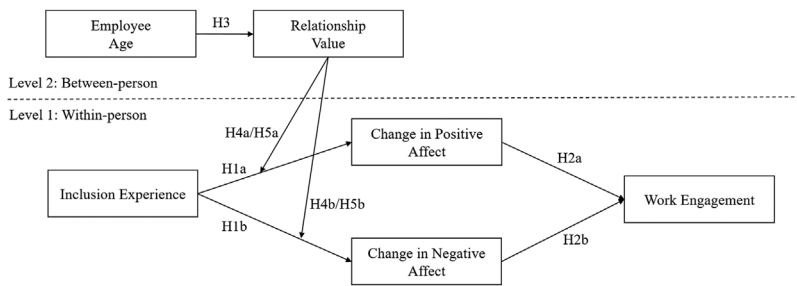 Employee
Age
H3
Relationship
Value
Level 2: Between-person
Level 1: Within-person
H4a/H5a
Change in Positive
Affect
H1a
H2a
Inclusion Experience
H4b/H5b
Work Engagement
H1b
H2b
Change in Negative
Affect